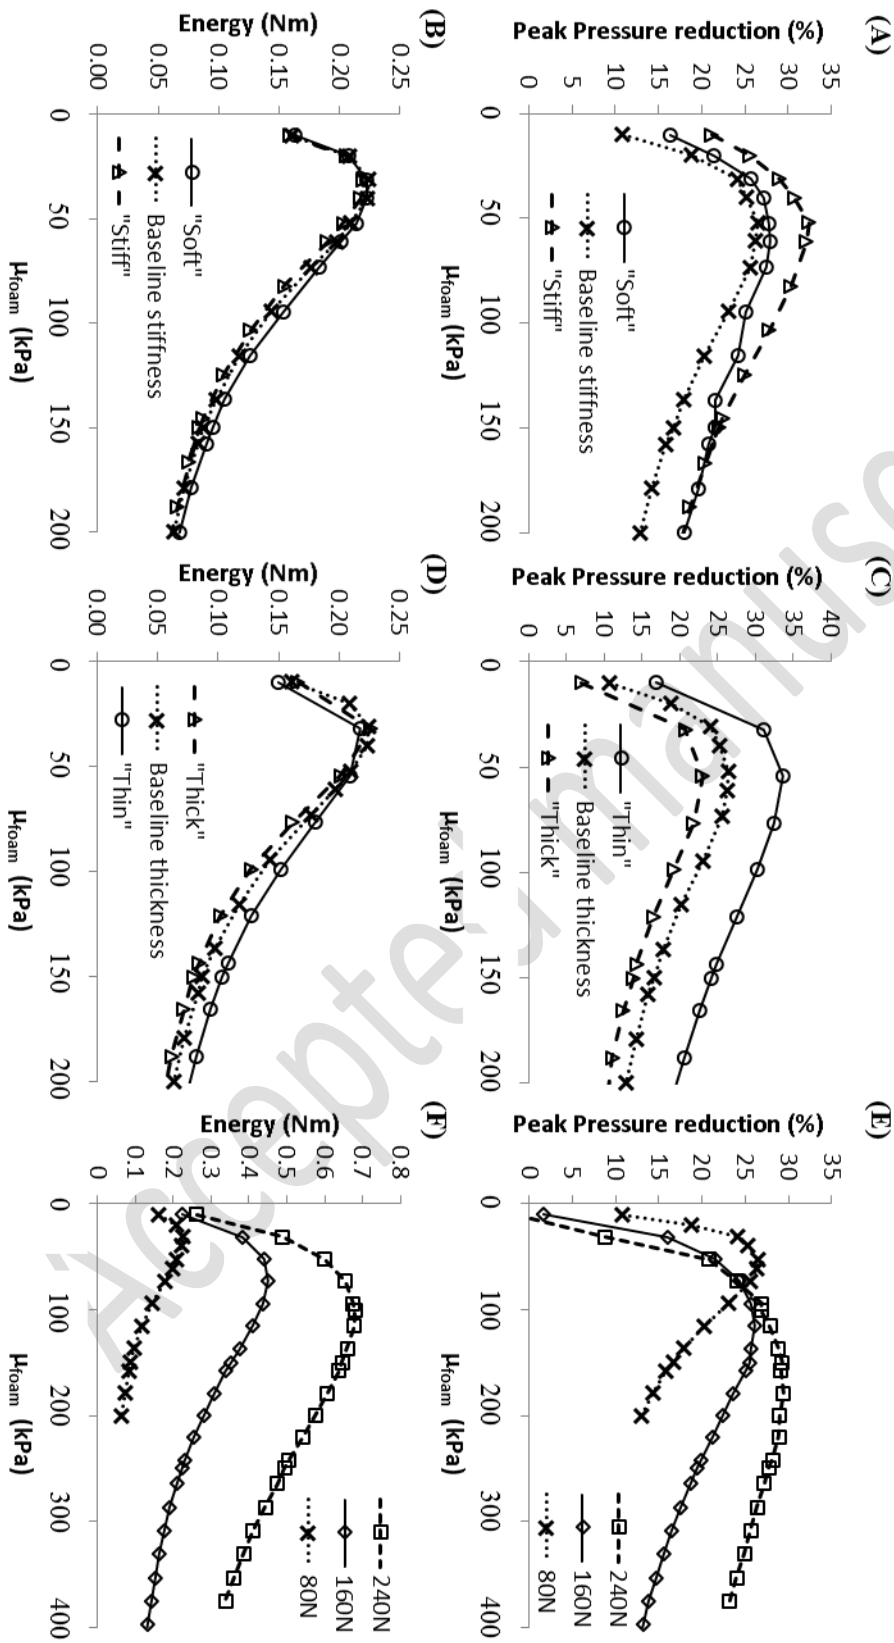 (A)
Peak Pressure reduction (%)
35
30
25
20
15
10
5
0
0
50
100
150
200
µfoam (kPa)
"Soft"
Baseline stiffness
"Stiff"
(C)
Peak Pressure reduction (%)
40
35
30
25
20
15
10
5
0
0
50
100
150
200
µfoam (kPa)
"Thin"
Baseline thickness
"Thick"
(E)
Peak Pressure reduction (%)
35
30
25
20
15
10
5
0
0
100
200
300
400
µfoam (kPa)
240N
160N
80N
(B)
Energy (Nm)
0.25
0.20
0.15
0.10
0.05
0.00
0
50
100
150
200
µfoam (kPa)
"Soft"
Baseline stiffness
"Stiff"
(D)
Energy (Nm)
0.25
0.20
0.15
0.10
0.05
0.00
0
50
100
150
200
µfoam (kPa)
"Thick"
Baseline thickness
"Thin"
(F)
Energy (Nm)
0.8
0.7
0.6
0.5
0.4
0.3
0.2
0.1
0
0
100
200
300
400
µfoam (kPa)
240N
160N
80N
Accepted manus